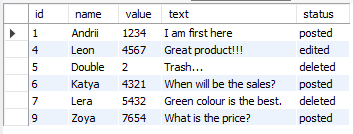 id name value text status
1 Andrii 1234 I am first here posted
4 Leon 4567 Great product!!! edited
5 Double 2 Trash... deleted
6 Katya 4321 When will be the sales? posted
7 Lera 5432 Green colour is the best. deleted
9 Zoya 7654 What is the price? posted